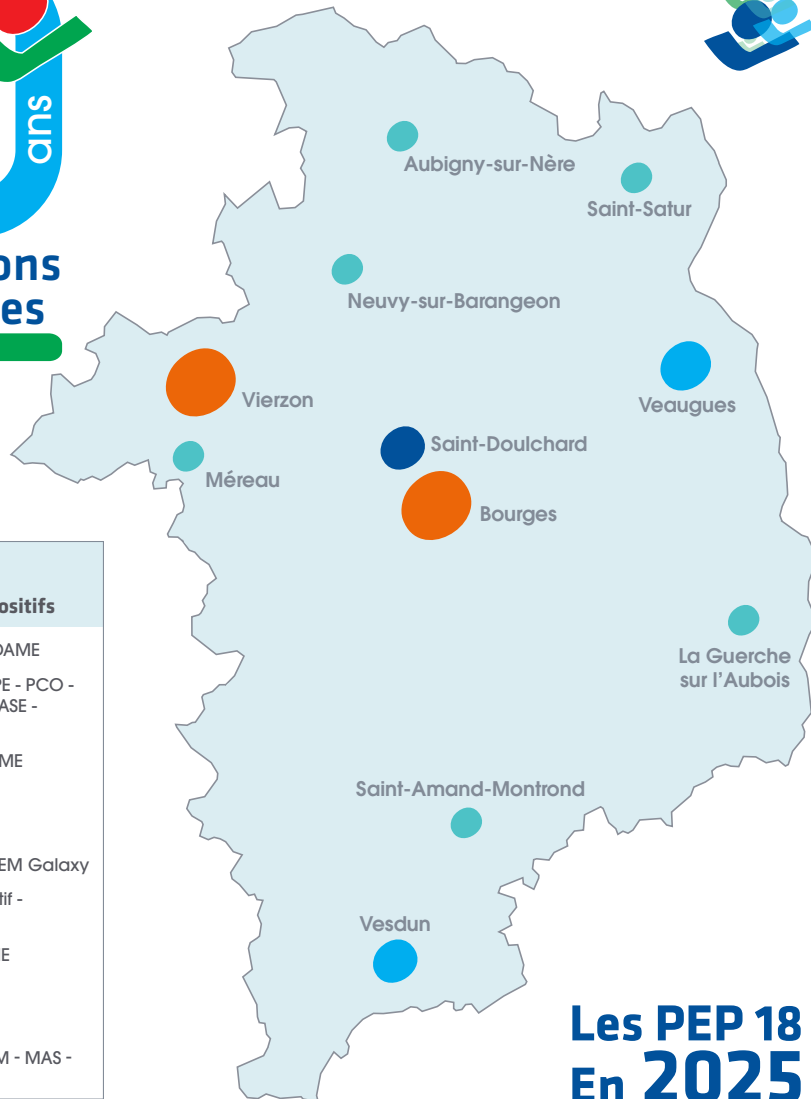 ans
Aubigny-sur-Nère
Saint-Satur
ons
es
Neuvy-sur-Barangeon
Vierzon
Veaugues
Saint-Doulchard
Méreau
Bourges
ositifs
DAME
PE - PCO -
ASE -
ME
EM Galaxy
tif -
E
M - MAS -
La Guerche
sur l'Aubois
Saint-Amand-Montrond
Vesdun
Les PEP 18
En 2025